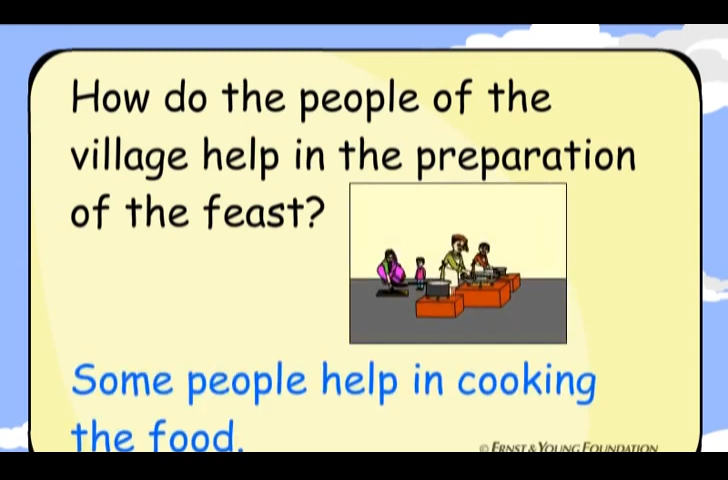 How do the people of the
village help in the preparation
of the feast?
Some people help in cooking
the food.
© ERNST & YOUNG FOUNDATION